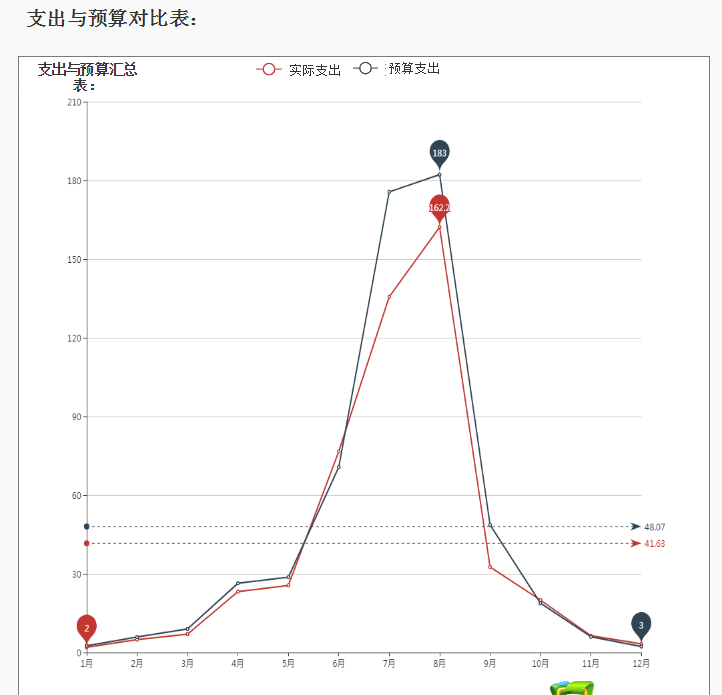 支出与预算对比表：
支出与预算汇总
表：
实际支出
预算支出
210
180
150
120
90
60
30
0
183
162.2
48.07
41.63
2
3
1月
2月
3月
4月
5月
6月
7月
8月
9月
10月
11月
12月